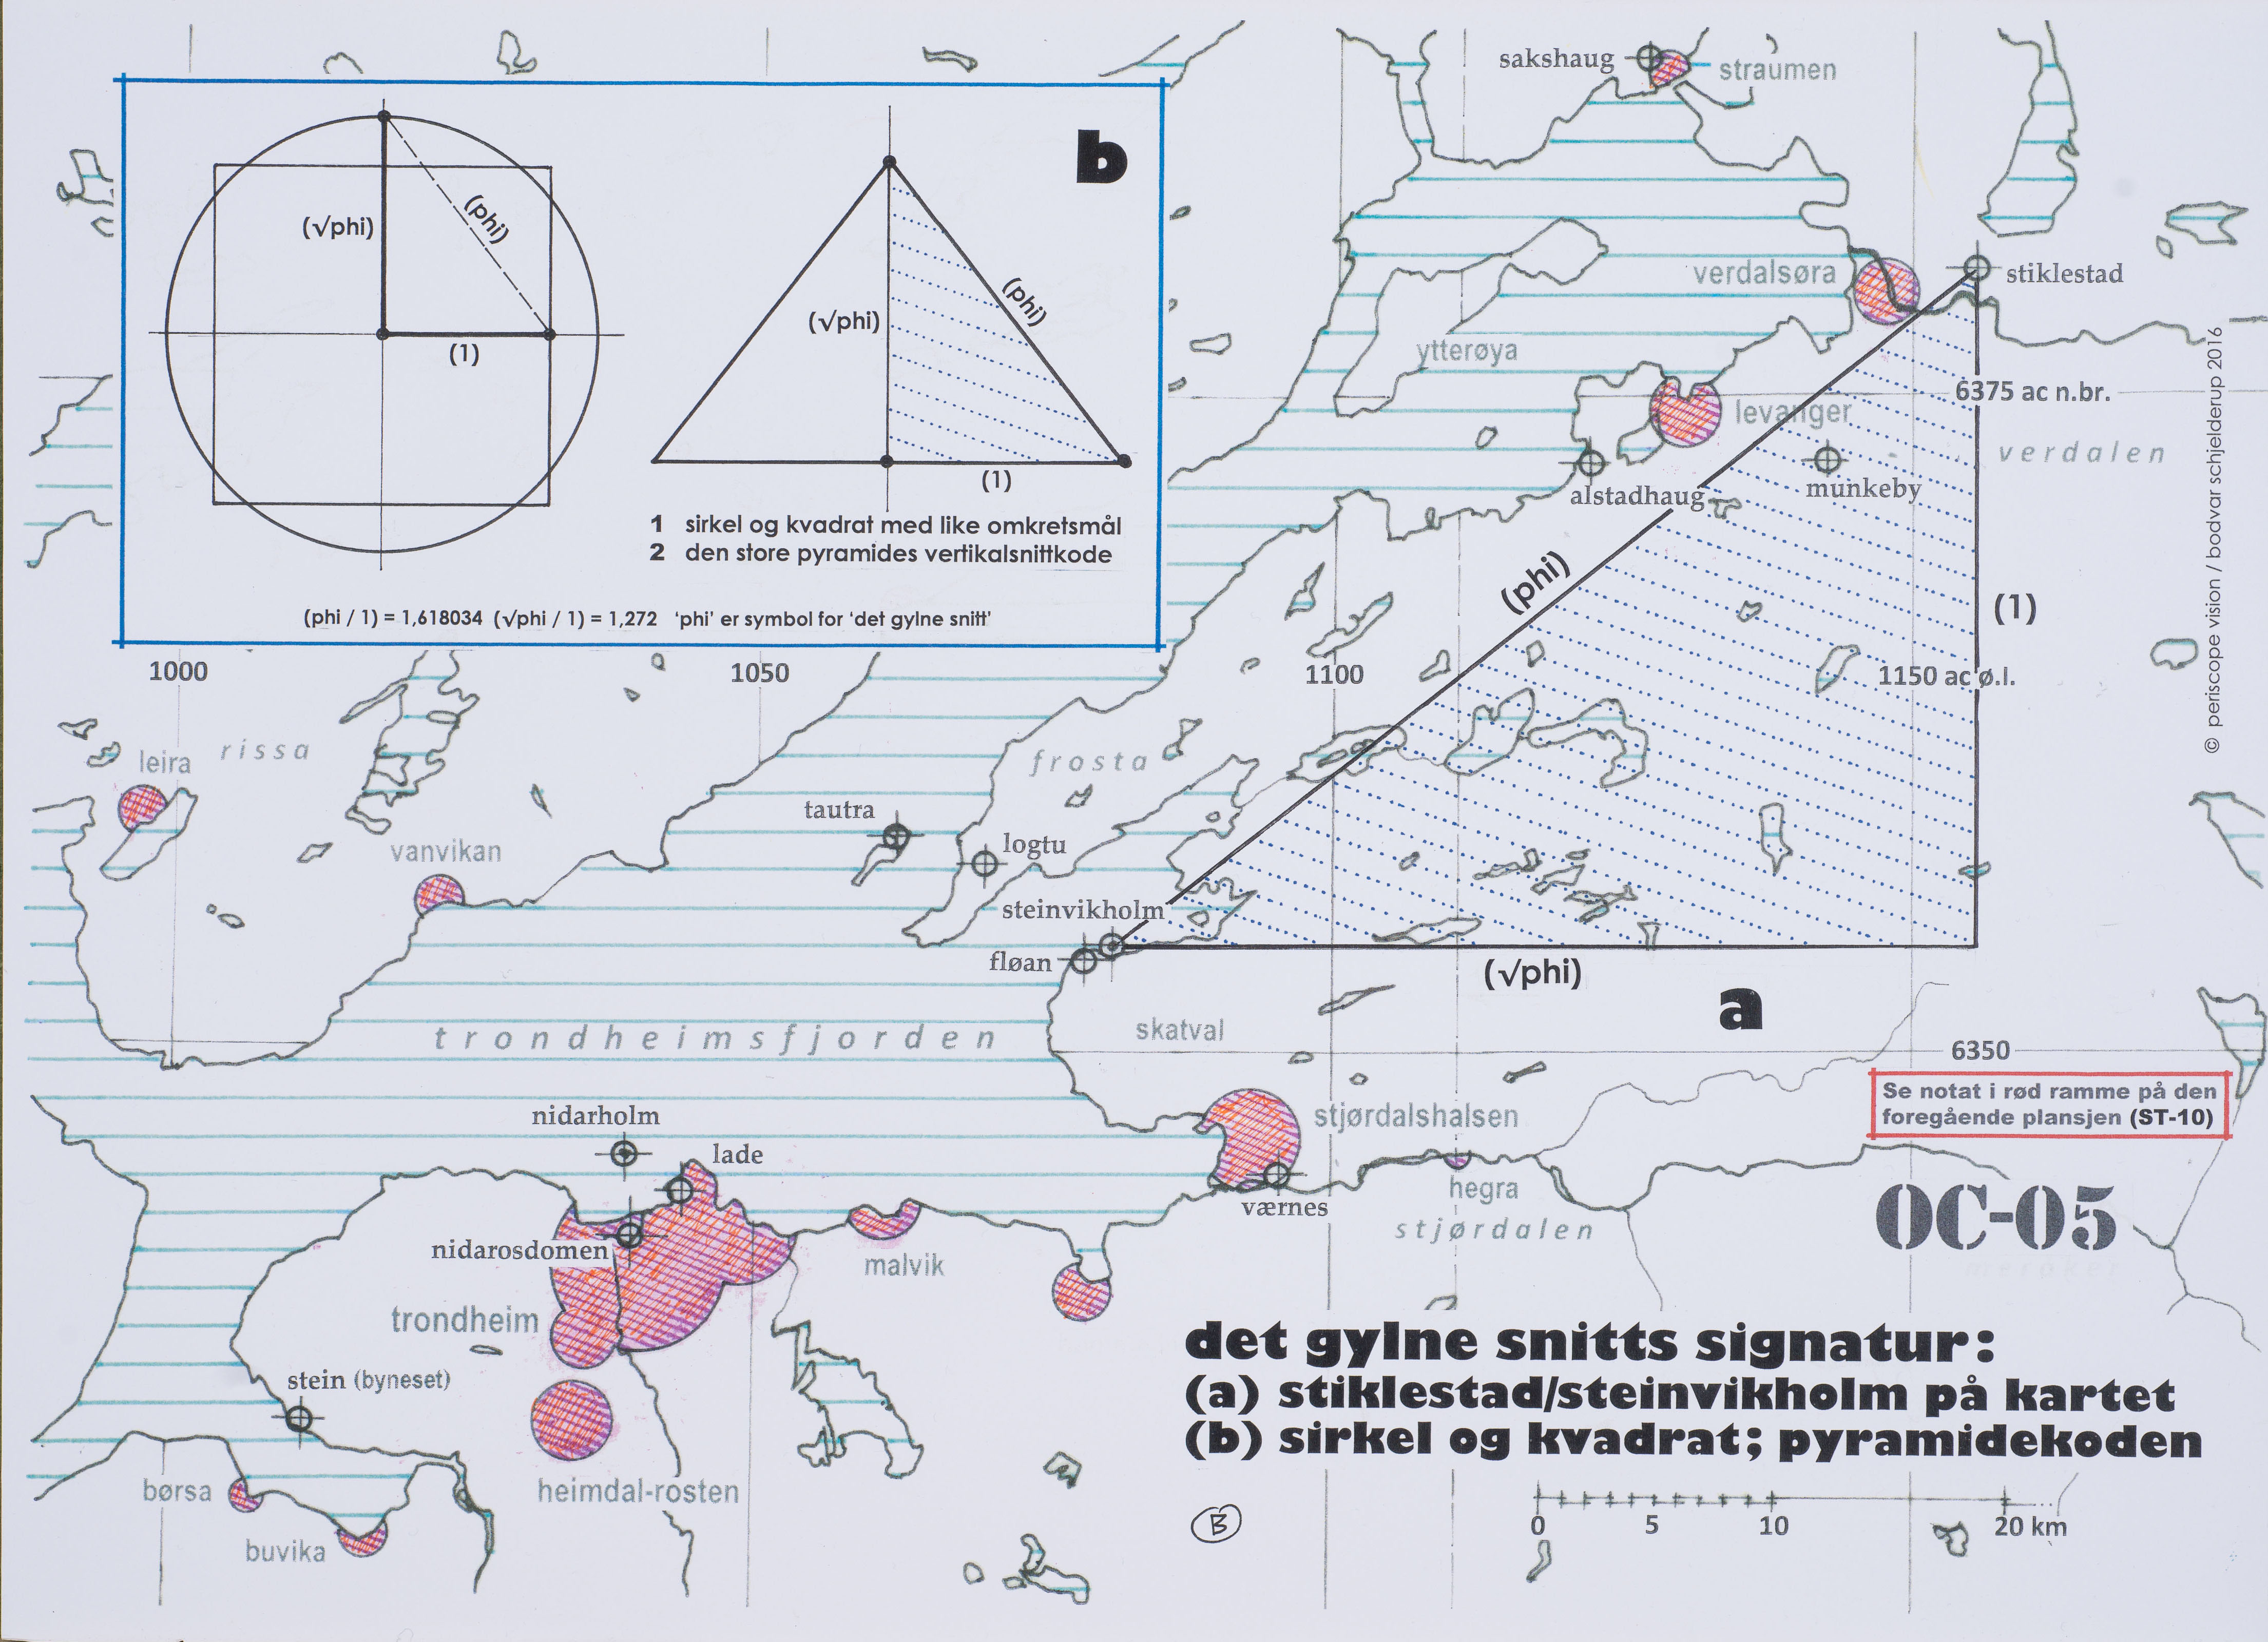 sakshaug
straumen
b
(√phi)
(phi)
(1)
(√phi)
(phi)
(1)
1 sirkel og kvadrat med like omkretsmål
2 den store pyramides vertikalsnittkode
(phi / 1) = 1,618034 (√phi / 1) = 1,272 'phi' er symbol for 'det gylne snitt'
verdalsøra
stiklestad
ytterøya
6375 ac n.br.
levanger
verdalen
alstadhaug
munkeby
(phi)
(1)
© periscope vision / bodvar schjelderup 2016
1000
1050
1100
1150 ac ø.l.
leira
rissa
frosta
tautra
logtu
vanvikan
steinvikholm
fløan
(√phi)
a
trondheimsfjorden
skatval
6350
Se notat i rød ramme på den
foregående plansjen (ST-10)
nidarholm
lade
stjørdalshalsen
hegra
værnes
stjørdalen
OC-05
nidarosdomen
malvik
meråker
trondheim
stein (byneset)
det gylne snitts signatur:
(a) stiklestad/steinvikholm på kartet
(b) sirkel og kvadrat; pyramidekoden
børsa
heimdal-rosten
buvika
B
0 5 10 20 km